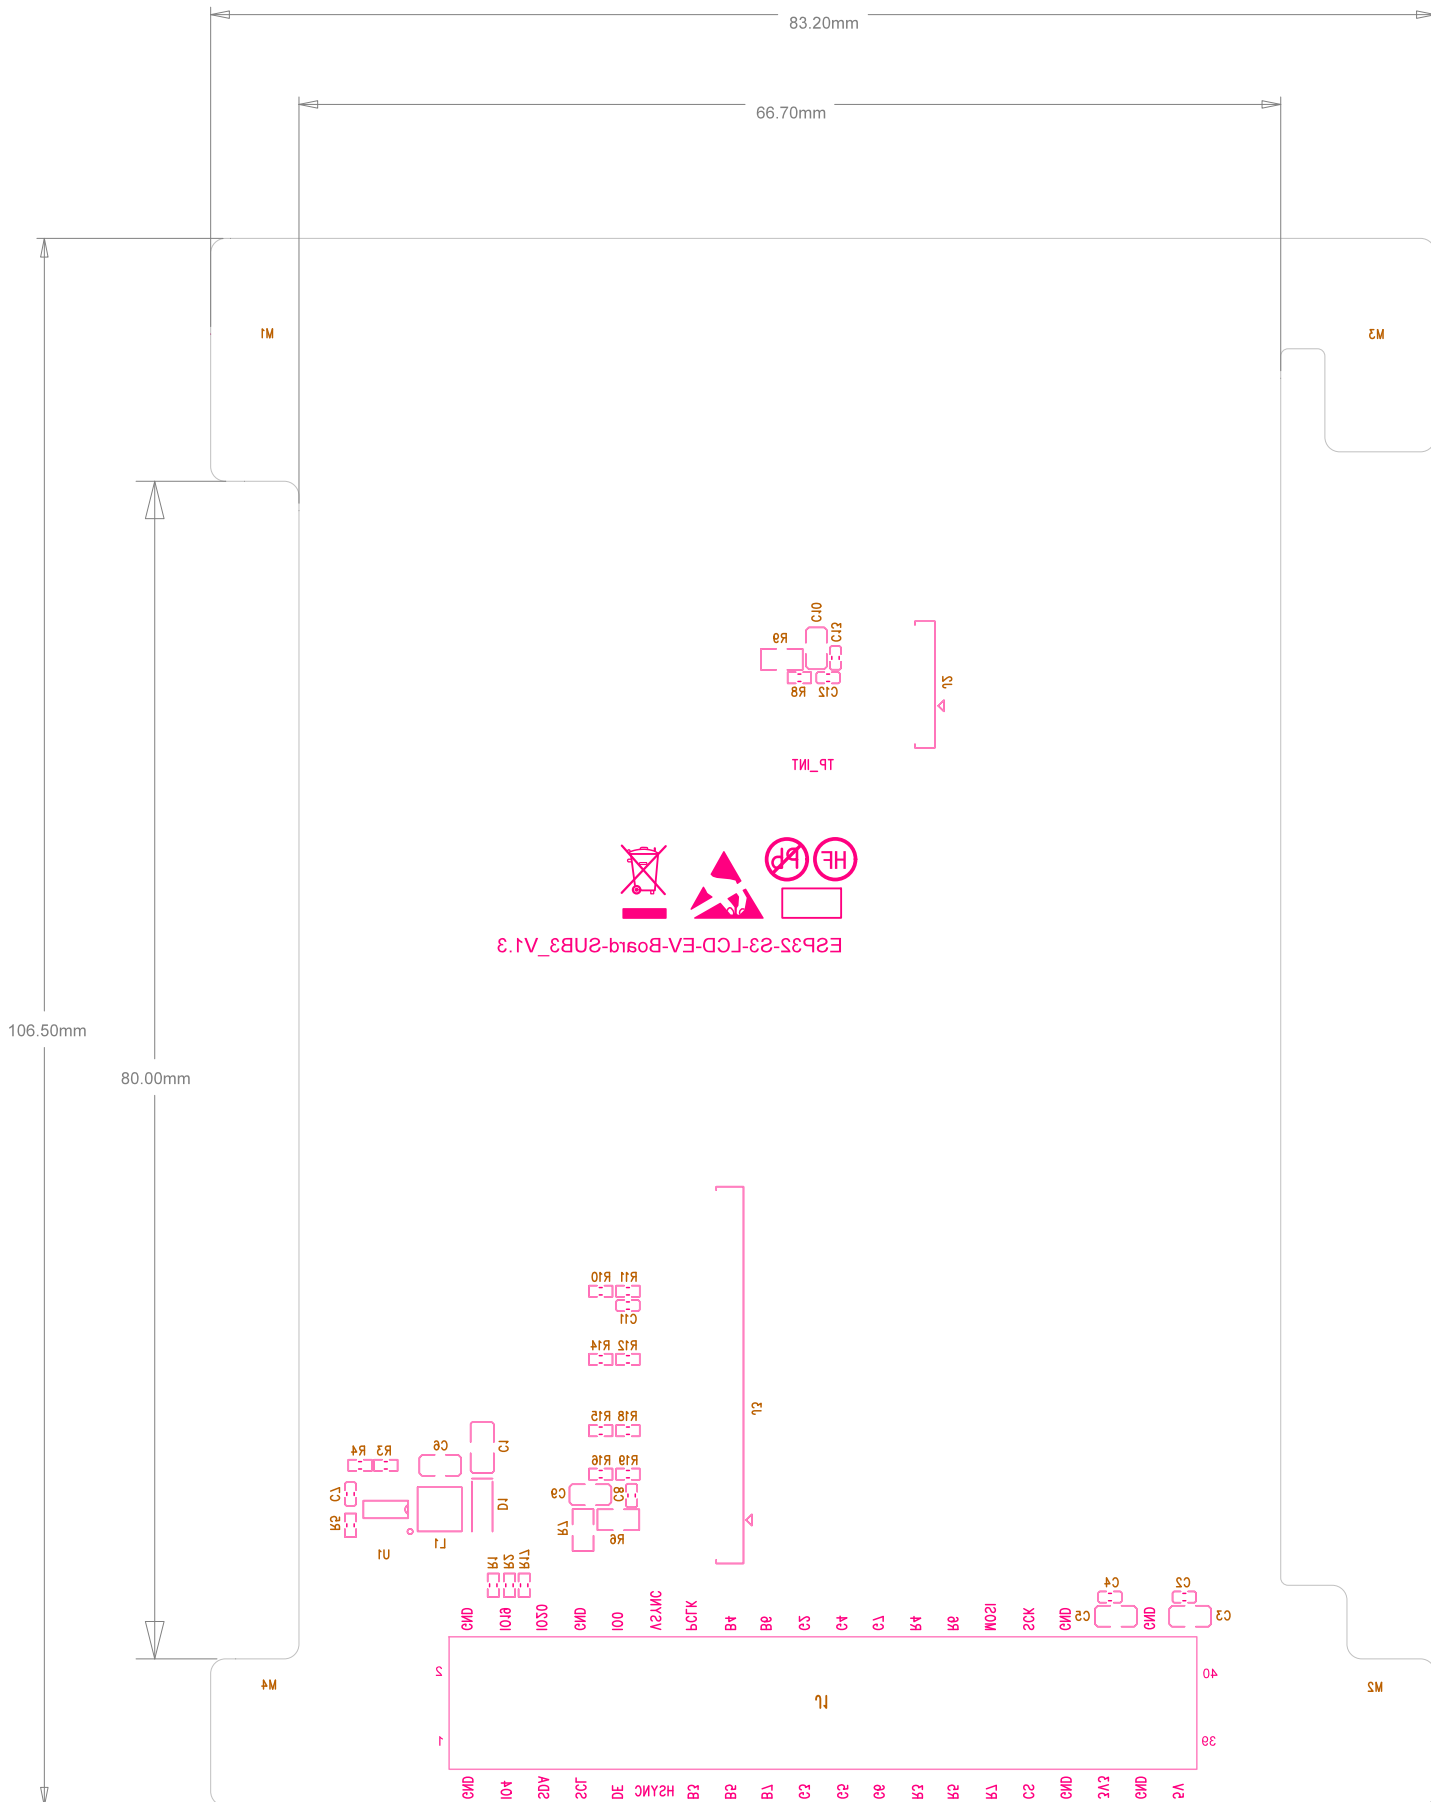 83.20mm
66.70mm
M1
M3
C10
C13
R9
J2
R8 C12
TP_INT
Pb HF
ESP32-S3-LCD-EV-Board-SUB3_V1.3
106.50mm
80.00mm
R10 R11
C11
R14 R12
J3
R15 R18
R4 R3 C6 C1
R16 R19
C7 C9 C8
D1
R5 R7 R6
L1
U1
R1 R2 R17
C4 C2
C5 C3
GND IO19 IO20 GND IO0 VSYNC PCLK B4 B6 G2 G4 G7 R4 R6 MOSI SCK GND GND
2 40
M4 M2
J1
1 39
GND IO4 SDA SCL DE HSYNC B3 B5 B7 G3 G5 G6 R3 R5 R7 CS GND 3V3 GND 5V